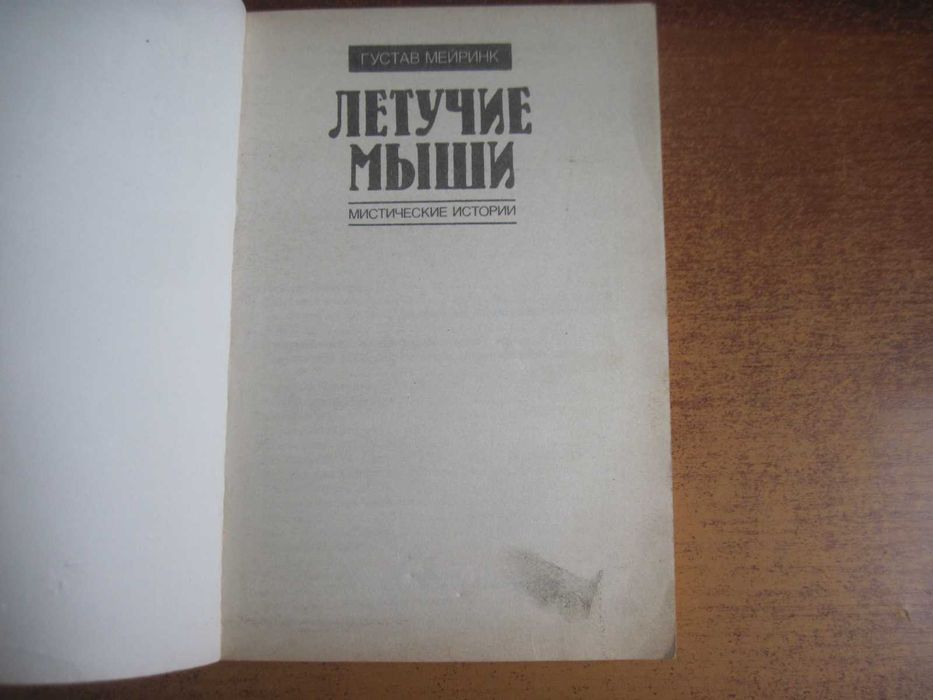 ГУСТАВ МЕЙРИНК
ЛЕТУЧИЕ
МЫШИ
МИСТИЧЕСКИЕ ИСТОРИИ